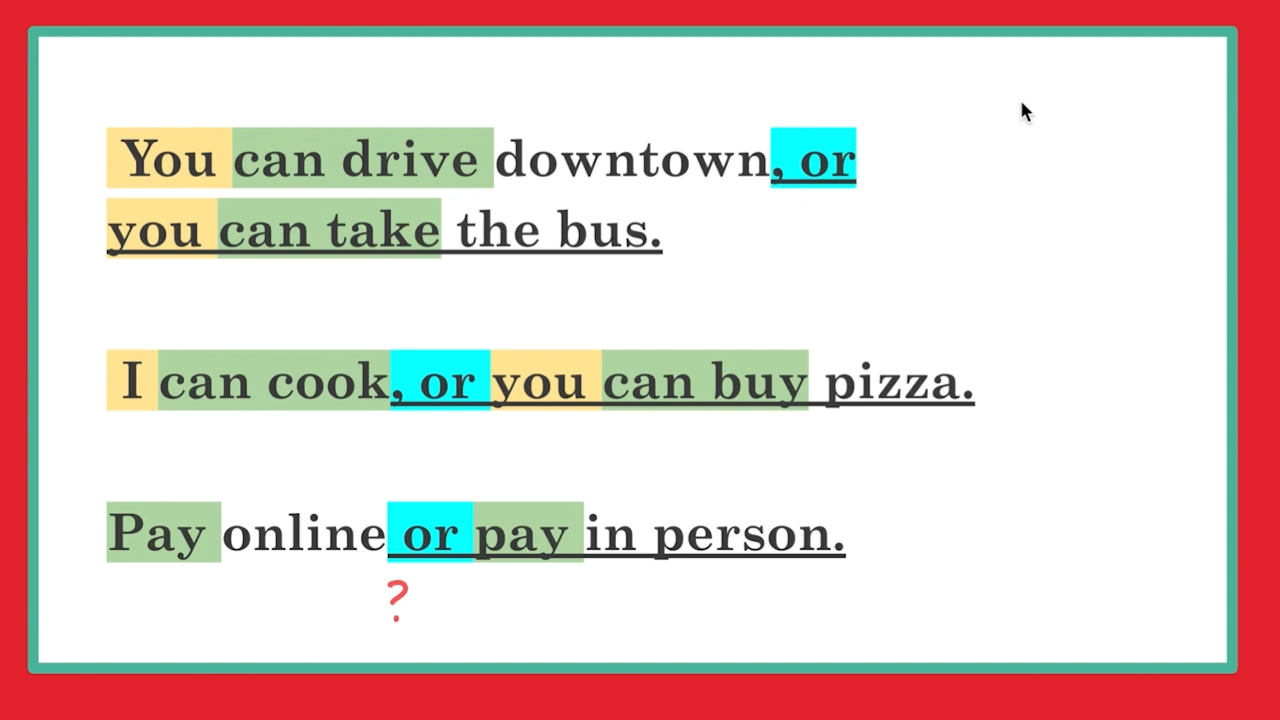 You can drive downtown, or
you can take the bus.
I can cook, or you can buy pizza.
Pay online or pay in person.
?